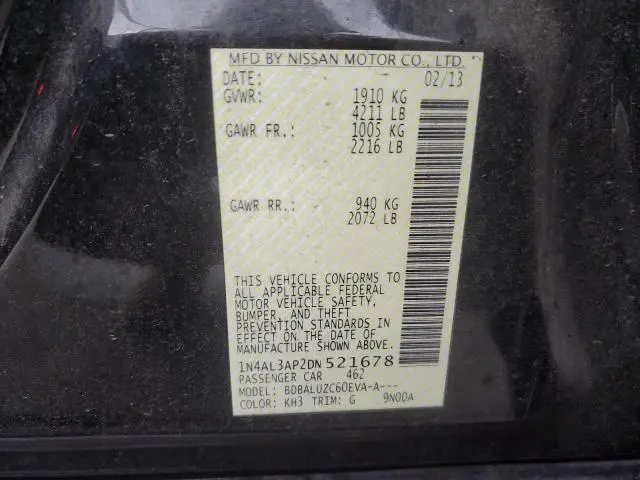 MFD BY NISSAN MOTOR CO., LTD.
DATE: 02/13
GVWR: 1910 KG
4211 LB
GAWR FR.: 1005 KG
2216 LB
GAWR RR.: 940 KG
2072 LB
THIS VEHICLE CONFORMS TO
ALL APPLICABLE FEDERAL
MOTOR VEHICLE SAFETY,
BUMPER, AND THEFT
PREVENTION STANDARDS IN
EFFECT ON THE DATE OF
MANUFACTURE SHOWN ABOVE.
1N4AL3AP2DN521678
PASSENGER CAR 462
MODEL: BDBALUZC60EVA-A---
COLOR: KH3 TRIM: G 9N00A